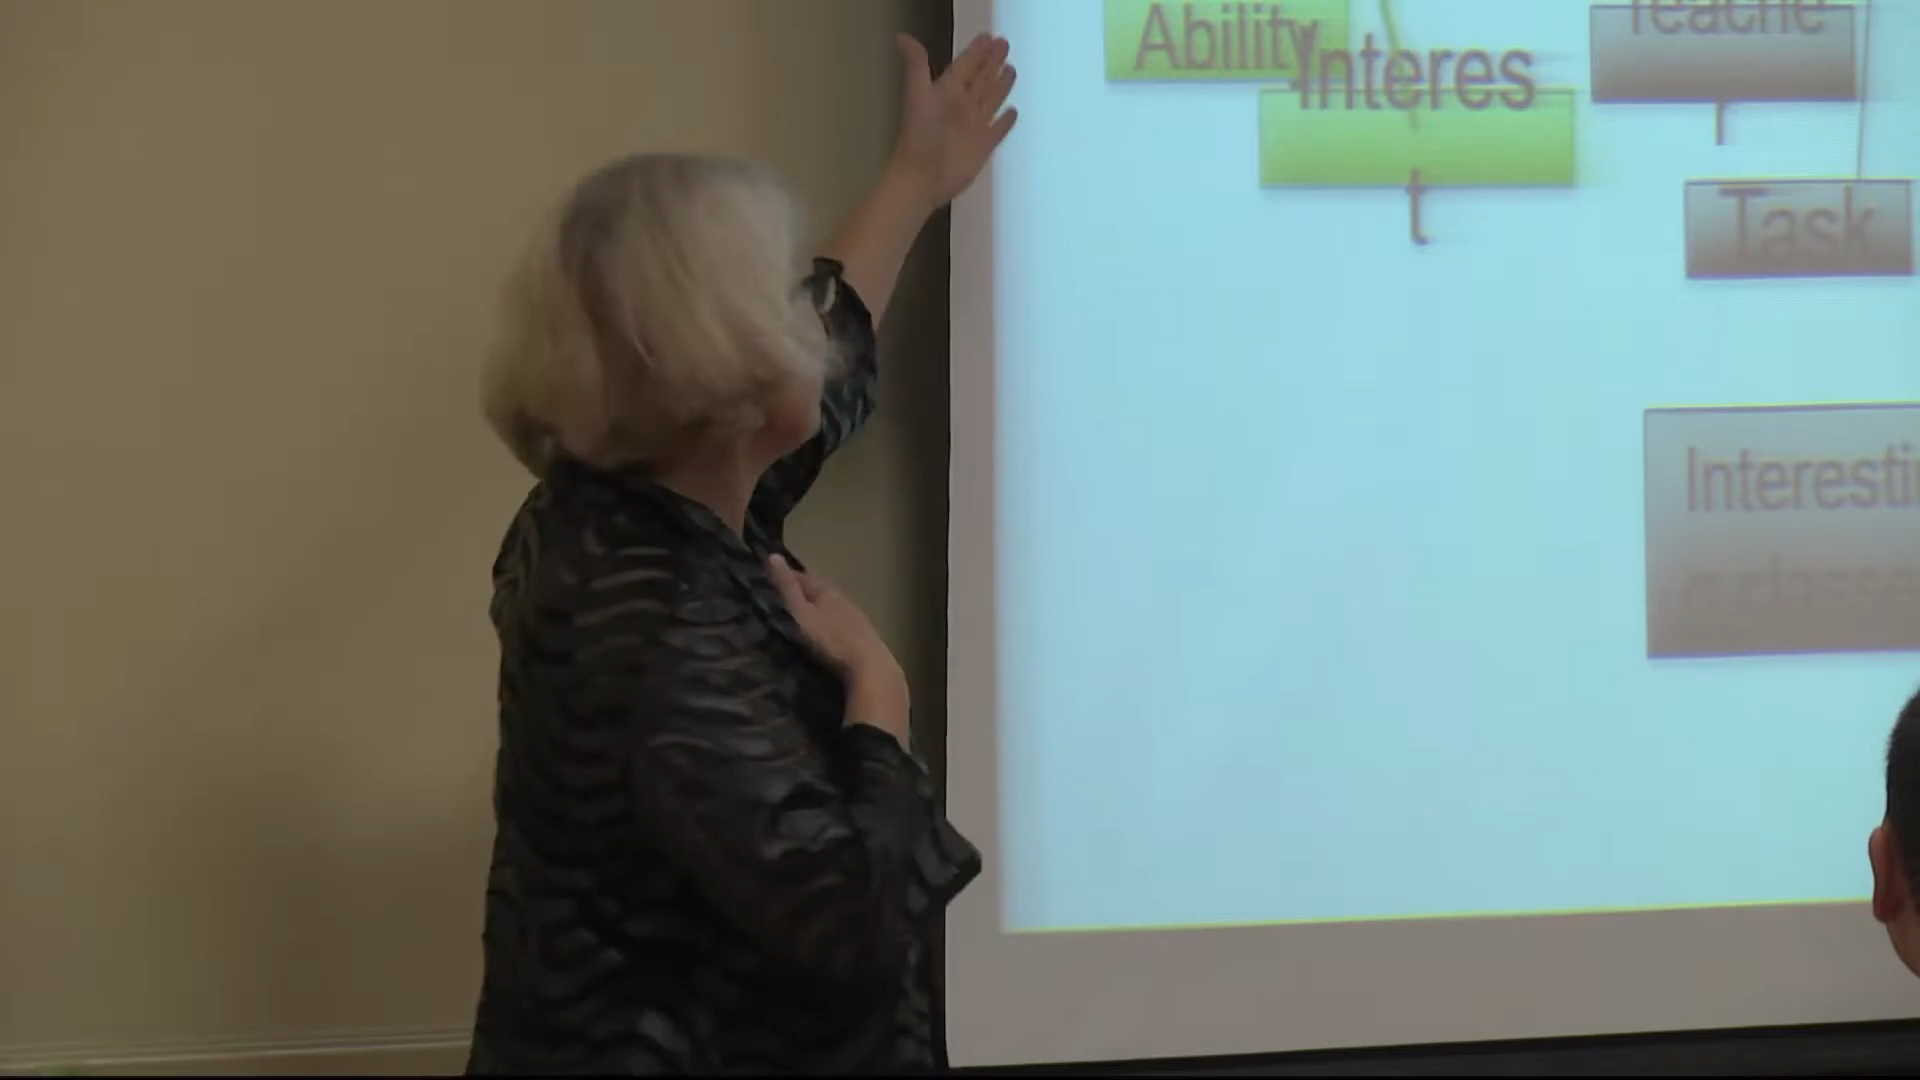 Ability
Interes
t
Teache
r
Task
Interesti